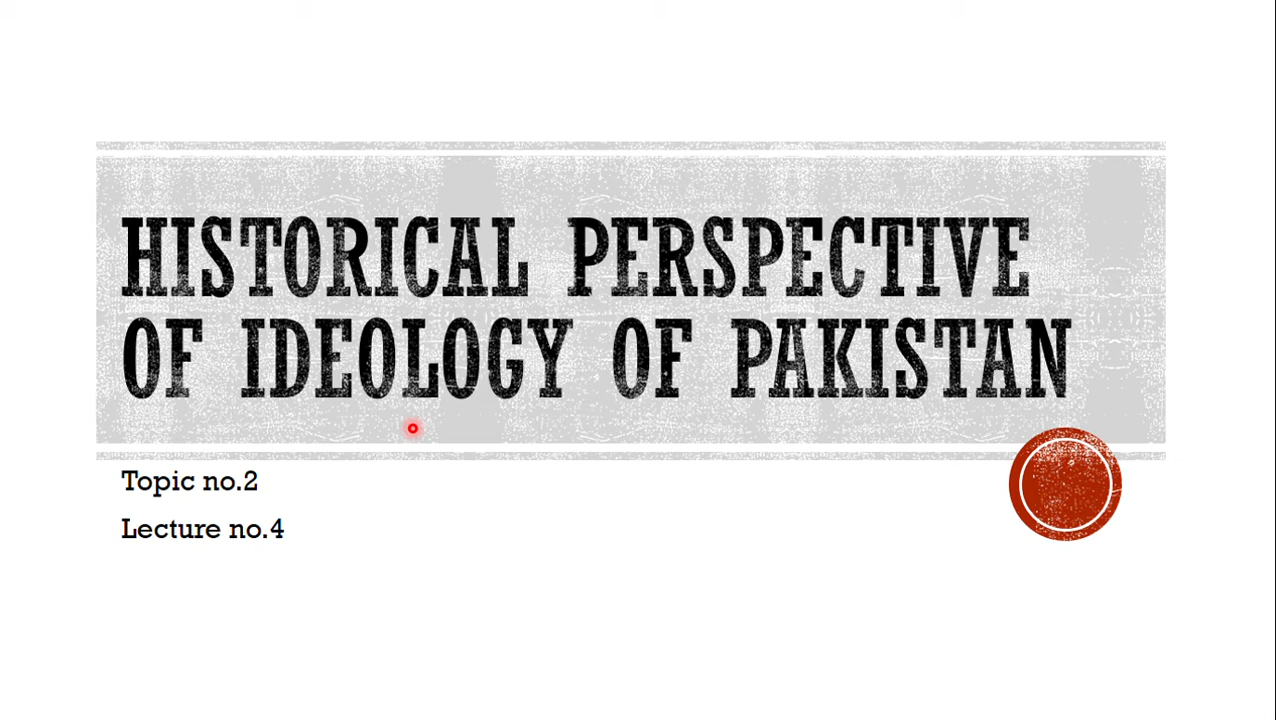 HISTORICAL PERSPECTIVE
OF IDEOLOGY OF PAKISTAN
Topic no.2
Lecture no.4